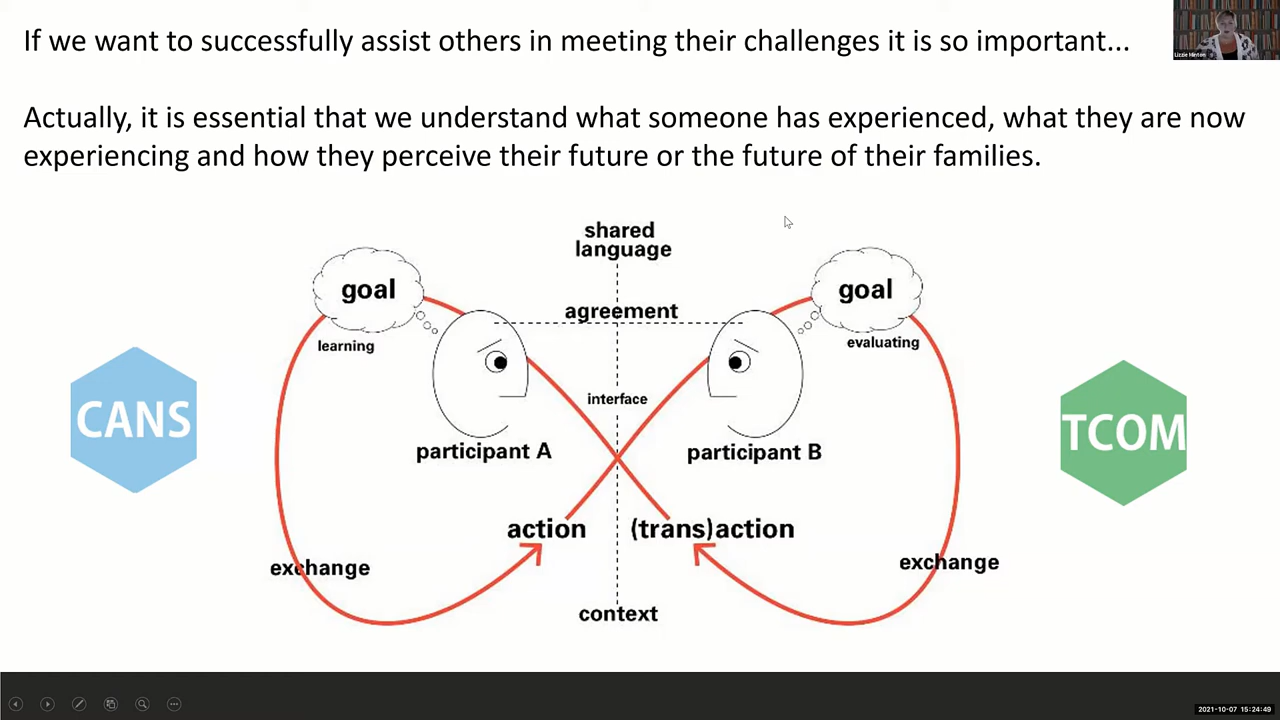 If we want to successfully assist others in meeting their challenges it is so important...
Lizzie Minton
Actually, it is essential that we understand what someone has experienced, what they are now
experiencing and how they perceive their future or the future of their families.
shared
language
goal
goal
agreement
learning
evaluating
interface
CANS
TCOM
participant A
participant B
action
(trans)action
exchange
exchange
context
2021-10-07 15:24:49